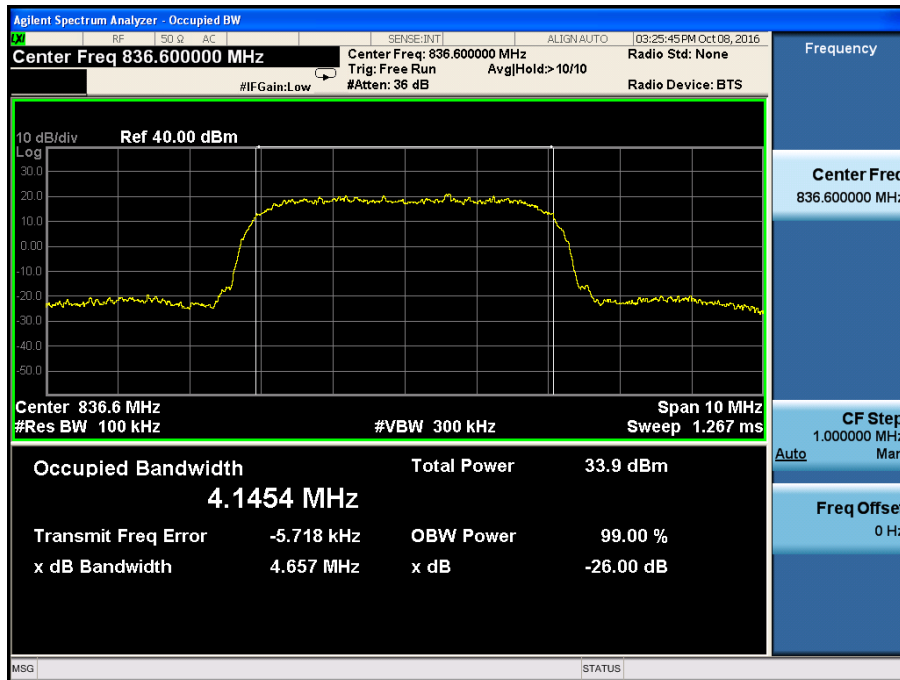 Agilent Spectrum Analyzer - Occupied BW
LXI RF 50 Ω AC SENSE:INT ALIGN AUTO 03:25:45 PM Oct 08, 2016
Center Freq 836.600000 MHz
Center Freq: 836.600000 MHz
Radio Std: None
Trig: Free Run Avg|Hold:>10/10
#IFGain:Low #Atten: 36 dB
Radio Device: BTS
10 dB/div Ref 40.00 dBm
Log
30.0
20.0
10.0
0.00
-10.0
-20.0
-30.0
-40.0
-50.0
Center 836.6 MHz Span 10 MHz
#Res BW 100 kHz #VBW 300 kHz Sweep 1.267 ms
Occupied Bandwidth Total Power 33.9 dBm
4.1454 MHz
Transmit Freq Error -5.718 kHz OBW Power 99.00 %
x dB Bandwidth 4.657 MHz x dB -26.00 dB
MSG STATUS
Frequency
Center Freq
836.600000 MHz
CF Step
1.000000 MHz
Auto Man
Freq Offset
0 Hz